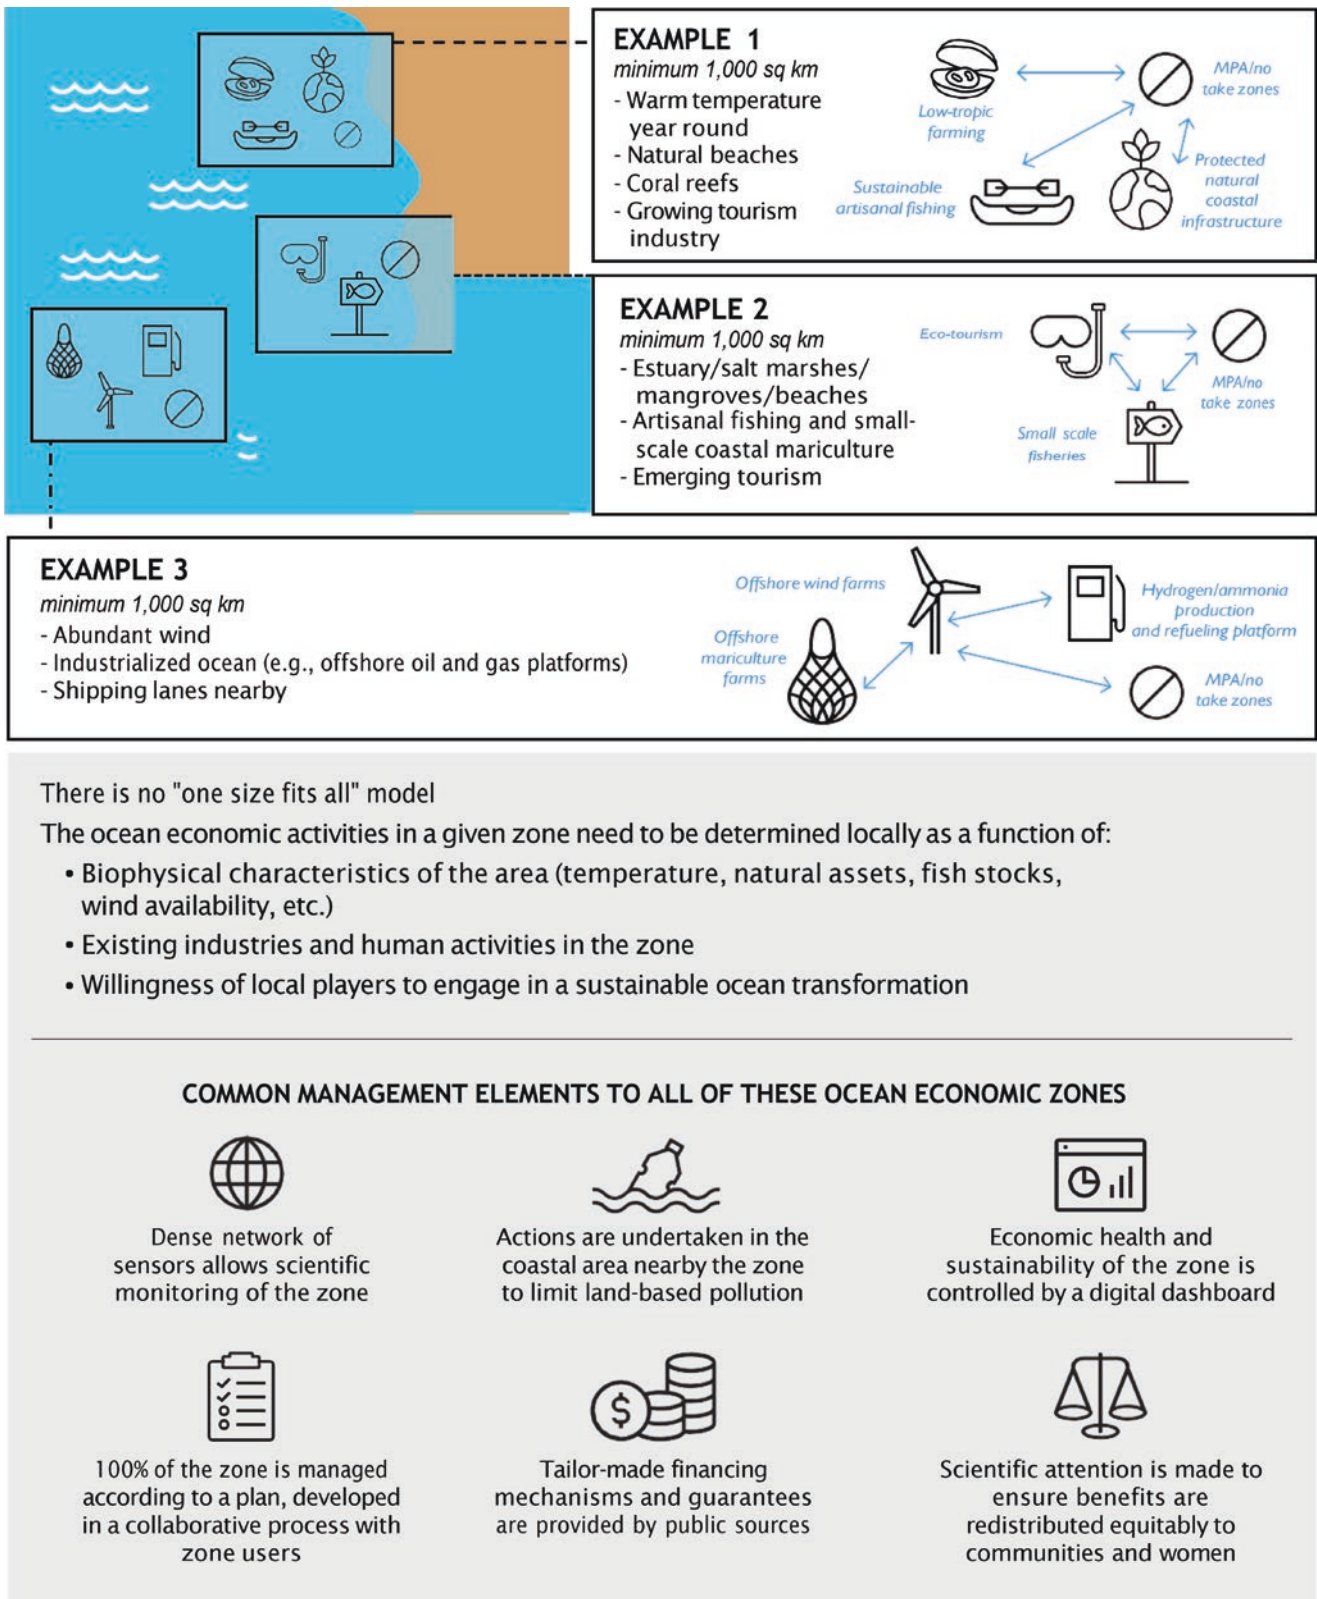 EXAMPLE 1
minimum 1,000 sq km
- Warm temperature
year round
- Natural beaches
- Coral reefs
- Growing tourism
industry
Low-tropic
farming
MPA/no
take zones
Sustainable
artisanal fishing
Protected
natural
coastal
infrastructure
EXAMPLE 2
minimum 1,000 sq km
- Estuary/salt marshes/
mangroves/beaches
- Artisanal fishing and small-
scale coastal mariculture
- Emerging tourism
Eco-tourism
MPA/no
take zones
Small scale
fisheries
EXAMPLE 3
minimum 1,000 sq km
- Abundant wind
- Industrialized ocean (e.g., offshore oil and gas platforms)
- Shipping lanes nearby
Offshore wind farms
Offshore
mariculture
farms
Hydrogen/ammonia
production
and refueling platform
MPA/no
take zones
There is no "one size fits all" model
The ocean economic activities in a given zone need to be determined locally as a function of:
• Biophysical characteristics of the area (temperature, natural assets, fish stocks,
wind availability, etc.)
• Existing industries and human activities in the zone
• Willingness of local players to engage in a sustainable ocean transformation
COMMON MANAGEMENT ELEMENTS TO ALL OF THESE OCEAN ECONOMIC ZONES
Dense network of
sensors allows scientific
monitoring of the zone
Actions are undertaken in the
coastal area nearby the zone
to limit land-based pollution
Economic health and
sustainability of the zone is
controlled by a digital dashboard
100% of the zone is managed
according to a plan, developed
in a collaborative process with
zone users
$
Tailor-made financing
mechanisms and guarantees
are provided by public sources
Scientific attention is made to
ensure benefits are
redistributed equitably to
communities and women